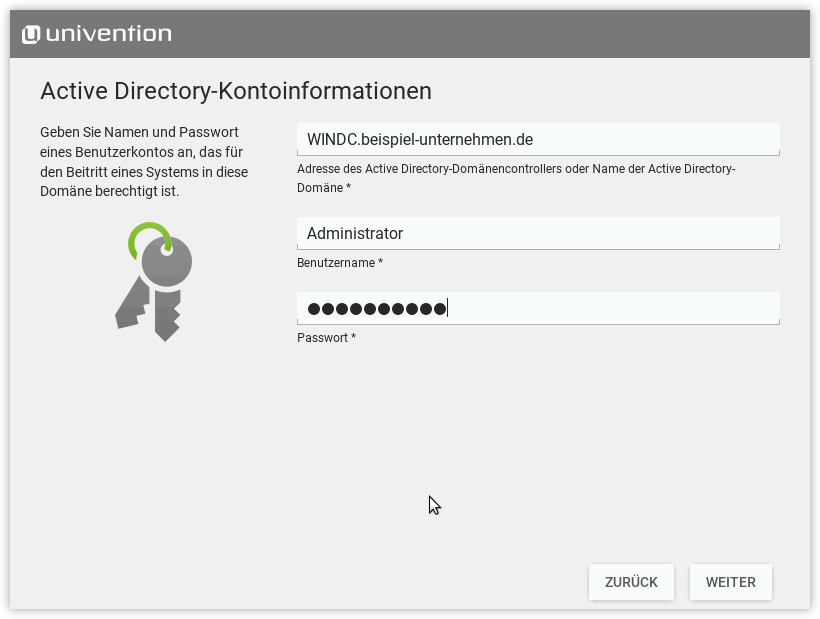 univention
Active Directory-Kontoinformationen
Geben Sie Namen und Passwort
eines Benutzerkontos an, das für
den Beitritt eines Systems in diese
Domäne berechtigt ist.
WINDC.beispiel-unternehmen.de
Adresse des Active Directory-Domänencontrollers oder Name der Active Directory-
Domäne *
Administrator
Benutzername *
●●●●●●●●●●
Passwort *
ZURÜCK
WEITER